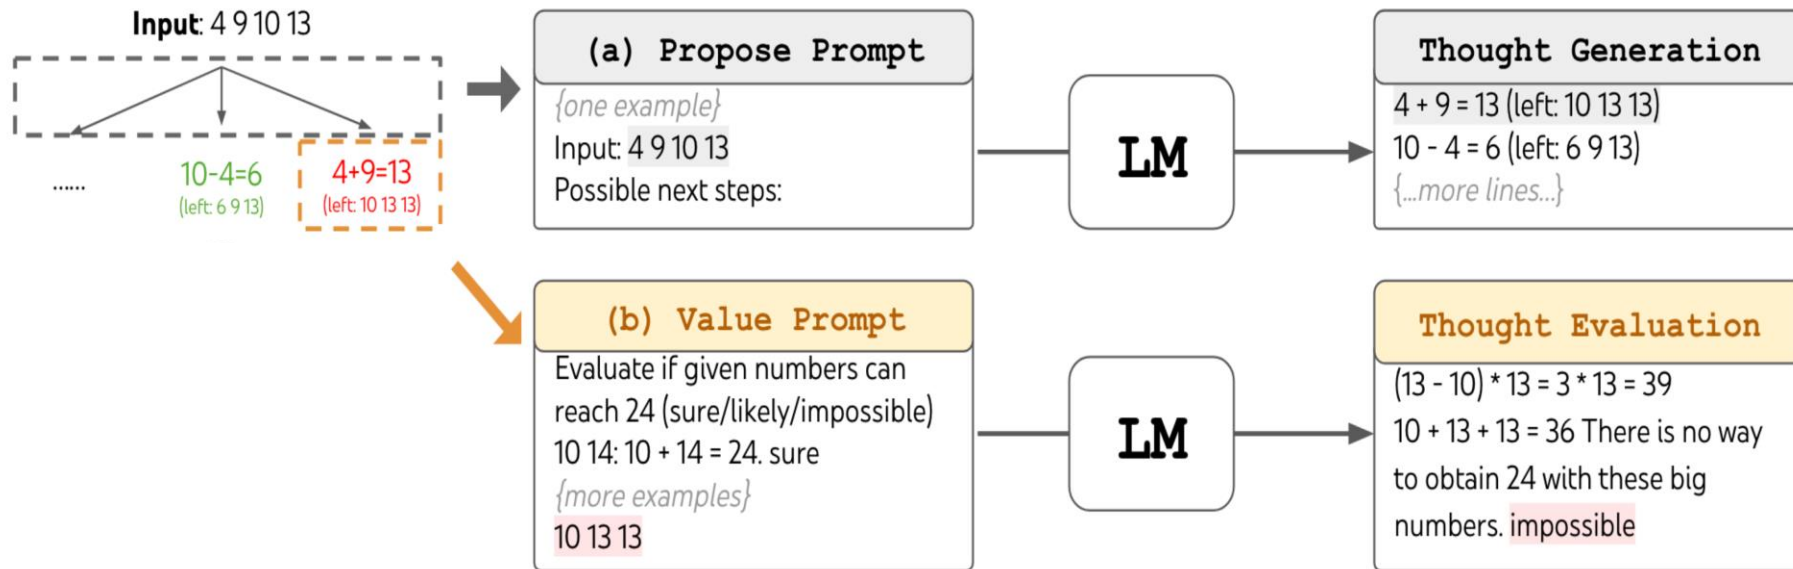 Input: 4 9 10 13
......
10-4=6
(left: 6 9 13)
4+9=13
(left: 10 13 13)
(a) Propose Prompt
{one example}
Input: 4 9 10 13
Possible next steps:
LM
Thought Generation
4 + 9 = 13 (left: 10 13 13)
10 - 4 = 6 (left: 6 9 13)
{...more lines...}
(b) Value Prompt
Evaluate if given numbers can
reach 24 (sure/likely/impossible)
10 14: 10 + 14 = 24. sure
{more examples}
10 13 13
LM
Thought Evaluation
(13 - 10) * 13 = 3 * 13 = 39
10 + 13 + 13 = 36 There is no way
to obtain 24 with these big
numbers. impossible